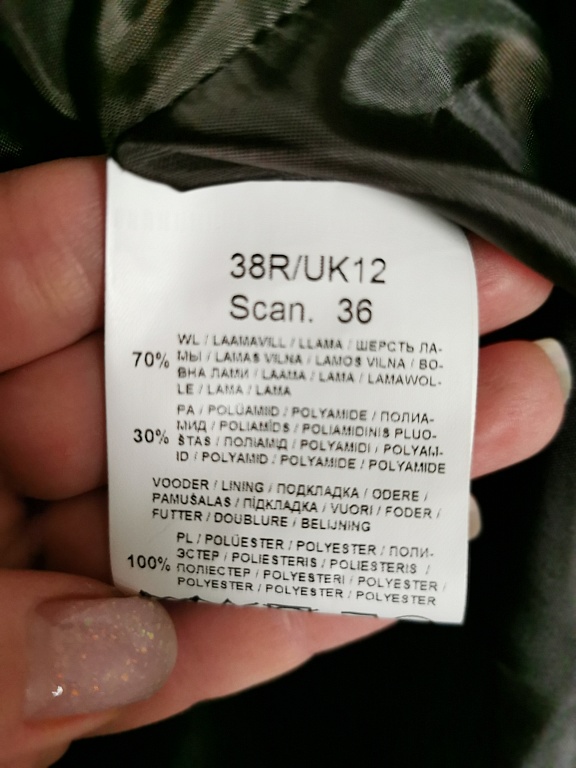 38R/UK12
Scan. 36
WL / LAAMAVILL / LLAMA / ШЕРСТЬ ЛА-
70% МЫ / LAMAS VILNA / LAMOS VILNA / ВО-
ВНА ЛАМИ / LAAMA / LAMA / LAMAWOL-
LE / LAMA / LAMA
PA / POLÜAMIID / POLYAMIDE / ПОЛИА-
30% МИД / POLIAMĪDS / POLIAMIDINIS PLUO-
ŠTAS / ПОЛІАМІД / POLYAMIDI / POLYAM-
ID / POLYAMID / POLYAMIDE / POLYAMIDE
VOODER / LINING / ПОДКЛАДКА / ODERE /
PAMUŠALAS / ПІДКЛАДКА / VUORI / FODER /
FUTTER / DOUBLURE / BELIJNING
PL / POLÜESTER / POLYESTER / ПОЛИ-
100% ЭСТЕР / POLIESTERIS / POLIESTERIS /
ПОЛІЕСТЕР / POLYESTERI / POLYESTER /
POLYESTER / POLYESTER / POLYESTER